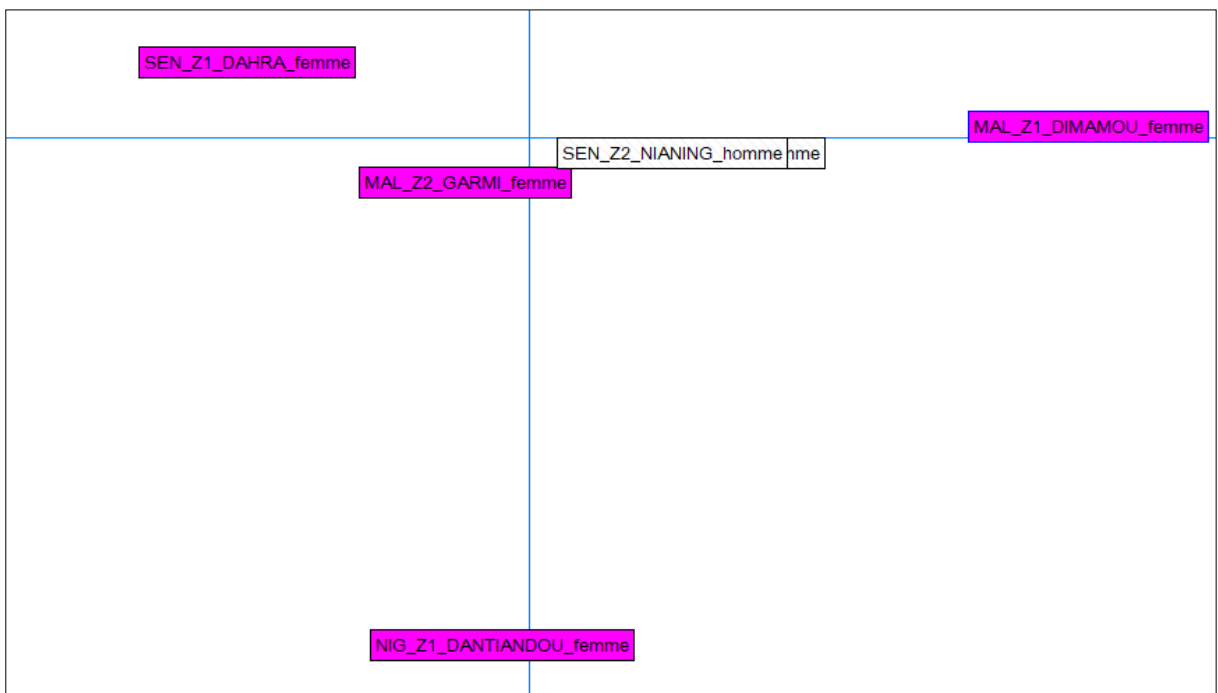 SEN_Z1_DAHRA_femme
MAL_Z1_DIMAMOU_femme
SEN_Z2_NIANING_homme
MAL_Z2_GARMI_femme
NIG_Z1_DANTIANDOU_femme